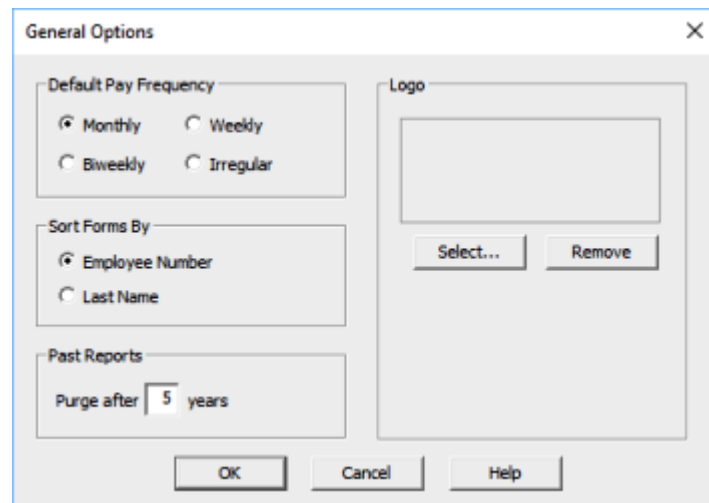 General Options
Default Pay Frequency
Monthly Weekly
Biweekly Irregular
Sort Forms By
Employee Number
Last Name
Past Reports
Purge after 5 years
Logo
Select... Remove
OK Cancel Help